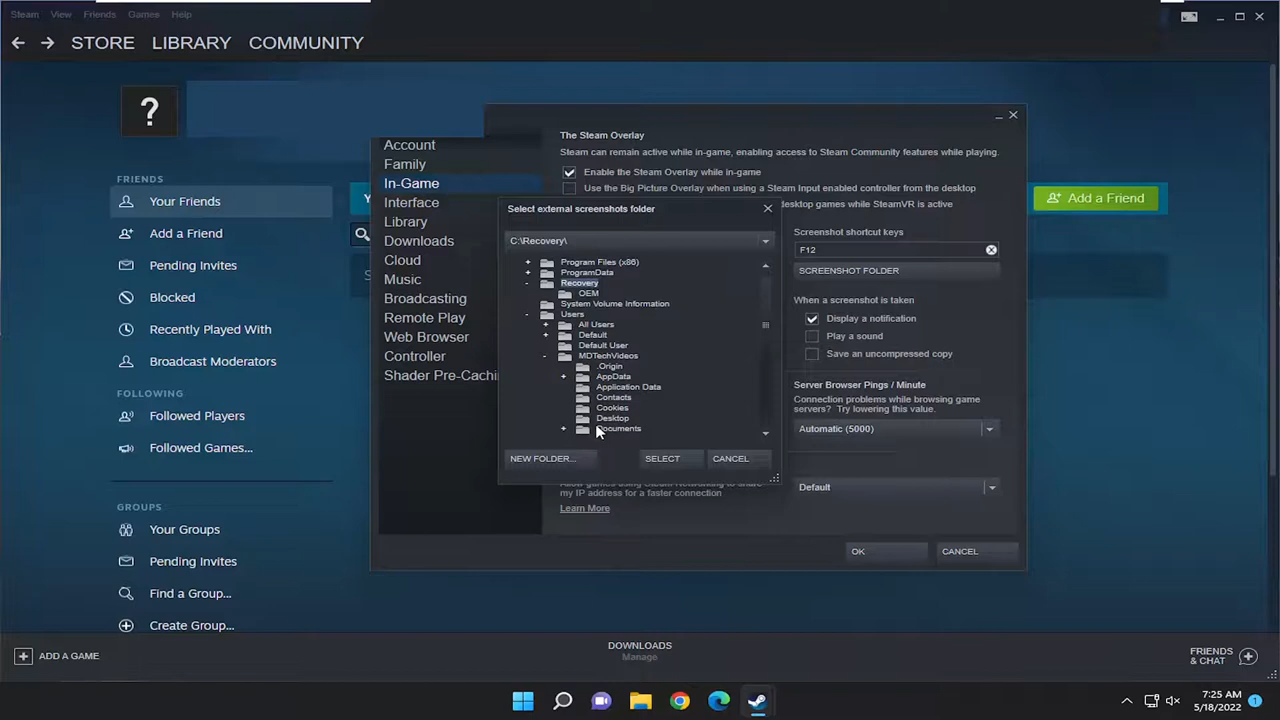 Steam View Friends Games Help
STORE LIBRARY COMMUNITY
?
FRIENDS
Your Friends
Add a Friend
Pending Invites
Blocked
Recently Played With
Broadcast Moderators
FOLLOWING
Followed Players
Followed Games...
GROUPS
Your Groups
Pending Invites
Find a Group...
Create Group...
Add a Friend
Account
Family
In-Game
Interface
Library
Downloads
Cloud
Music
Broadcasting
Remote Play
Web Browser
Controller
Shader Pre-Cachi
The Steam Overlay
Steam can remain active while in-game, enabling access to Steam Community features while playing.
Enable the Steam Overlay while in-game
Use the Big Picture Overlay when using a Steam Input enabled controller from the desktop
desktop games while SteamVR is active
Select external screenshots folder
C:\Recovery\
+ Program Files (x86)
+ ProgramData
- Recovery
OEM
System Volume Information
- Users
+ All Users
+ Default
Default User
- MDTechVideos
.Origin
+ AppData
Application Data
Contacts
Cookies
Desktop
+ ocuments
NEW FOLDER... SELECT CANCEL
Screenshot shortcut keys
F12
SCREENSHOT FOLDER
When a screenshot is taken
Display a notification
Play a sound
Save an uncompressed copy
Server Browser Pings / Minute
Connection problems while browsing game
servers? Try lowering this value.
Automatic (5000)
Default
my IP address for a faster connection
Learn More
OK CANCEL
ADD A GAME
DOWNLOADS
Manage
FRIENDS
& CHAT
7:25 AM
5/18/2022
1